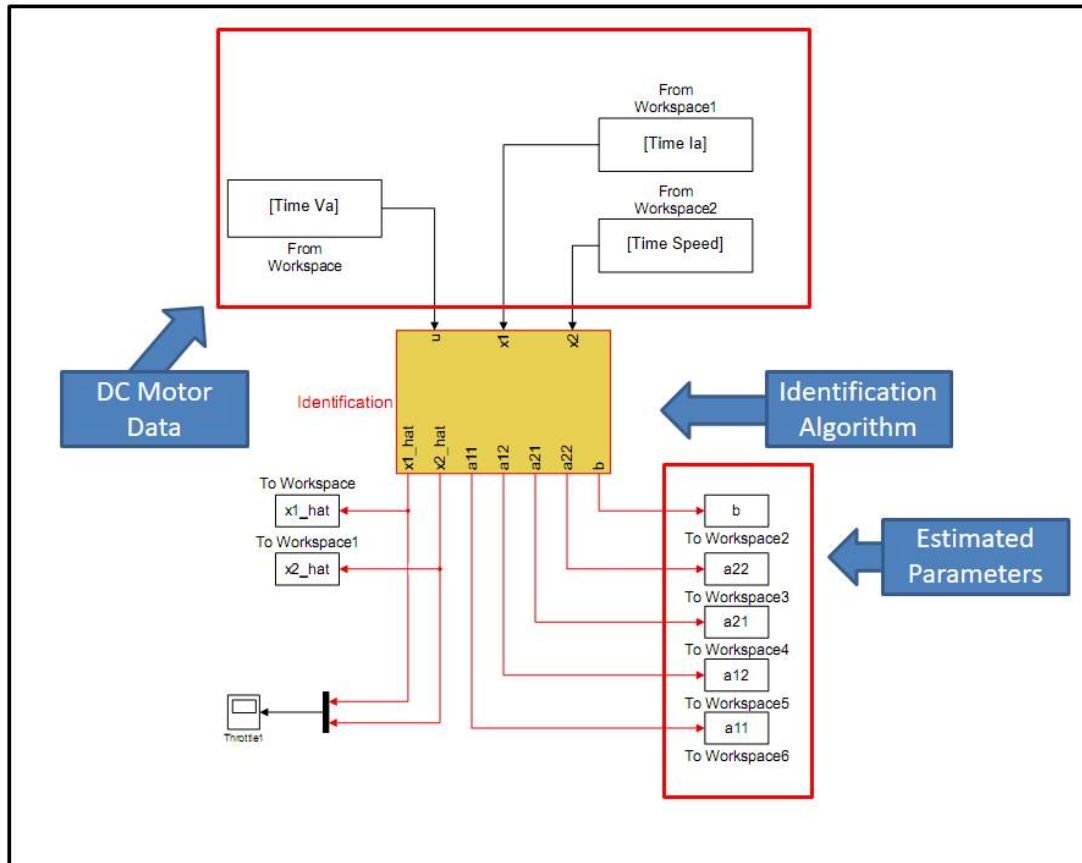 From
Workspace1
[Time Ia]
[Time Va]
From
Workspace
From
Workspace2
[Time Speed]
DC Motor
Data
u
x1
x2
Identification
x1_hat
x2_hat
a11
a12
a21
a22
b
Identification
Algorithm
To Workspace
x1_hat
To Workspace1
x2_hat
b
To Workspace2
a22
To Workspace3
a21
To Workspace4
a12
To Workspace5
a11
To Workspace6
Estimated
Parameters
Throttle1